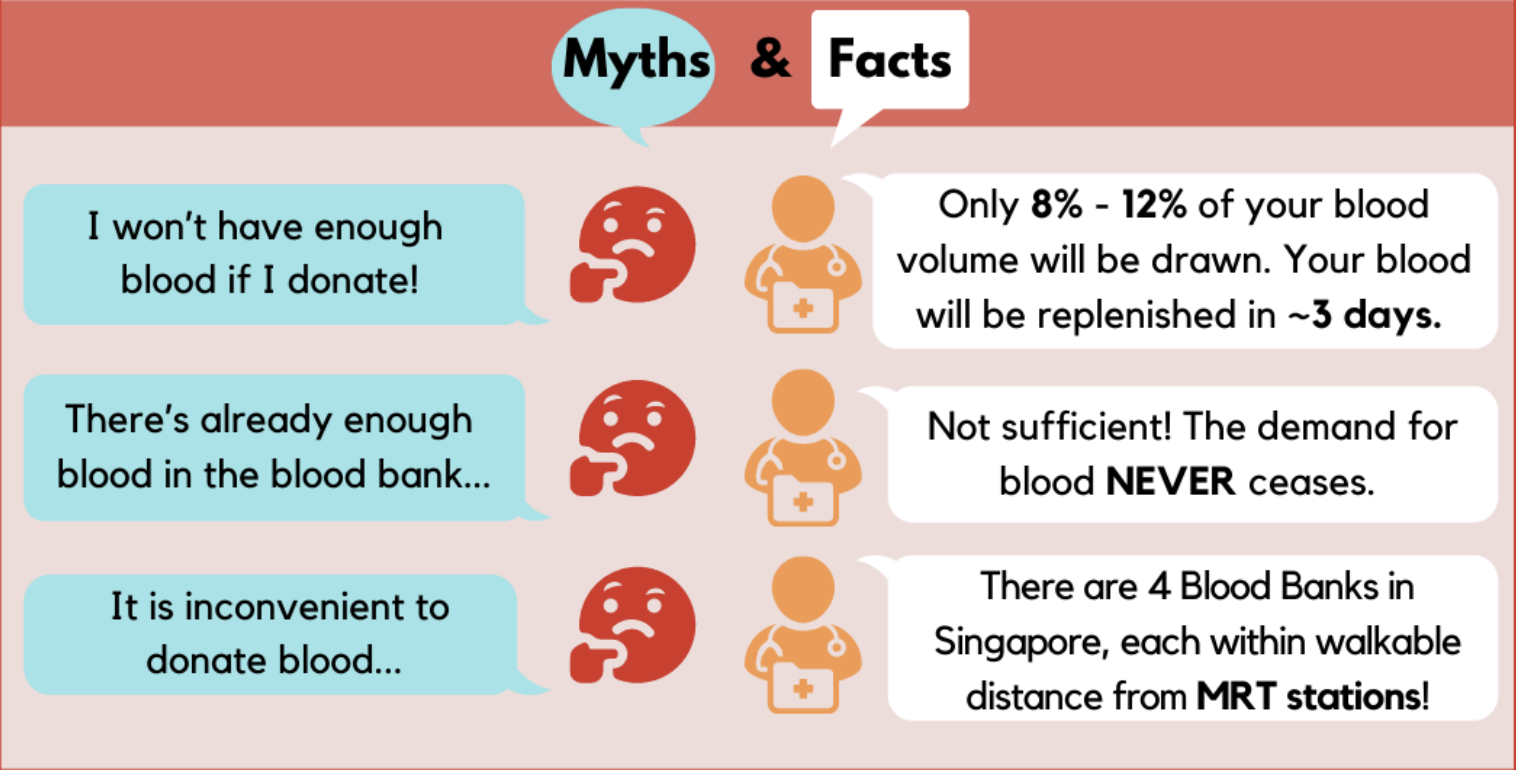 Myths & Facts
I won't have enough
blood if I donate!
Only 8% - 12% of your blood
volume will be drawn. Your blood
will be replenished in ~3 days.
There's already enough
blood in the blood bank...
Not sufficient! The demand for
blood NEVER ceases.
It is inconvenient to
donate blood...
There are 4 Blood Banks in
Singapore, each within walkable
distance from MRT stations!